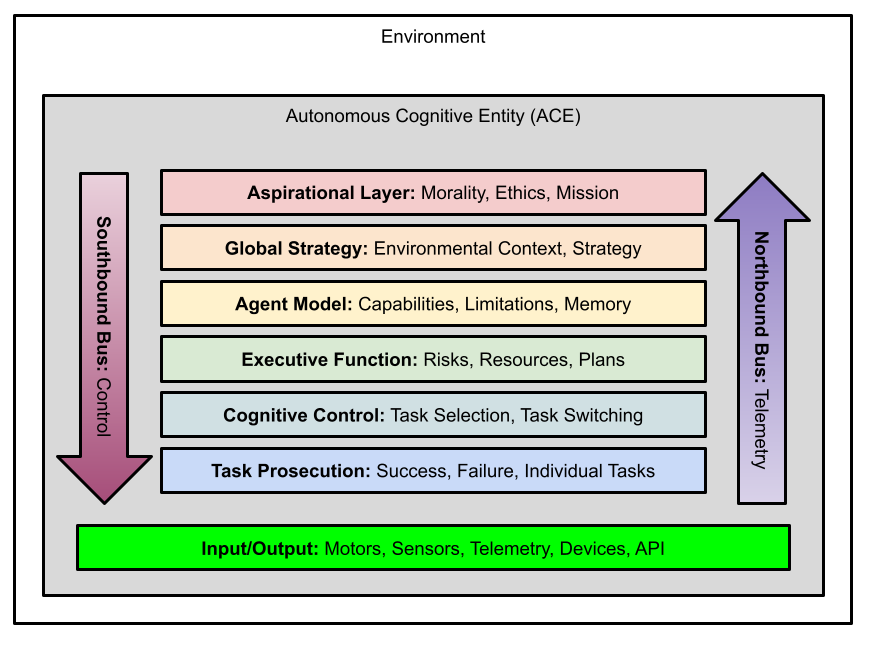 Environment
Autonomous Cognitive Entity (ACE)
Southbound Bus: Control
Aspirational Layer: Morality, Ethics, Mission
Global Strategy: Environmental Context, Strategy
Agent Model: Capabilities, Limitations, Memory
Executive Function: Risks, Resources, Plans
Cognitive Control: Task Selection, Task Switching
Task Prosecution: Success, Failure, Individual Tasks
Northbound Bus: Telemetry
Input/Output: Motors, Sensors, Telemetry, Devices, API